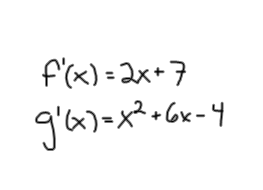 f'(x) = 2x + 7
g'(x) = x² + 6x - 4